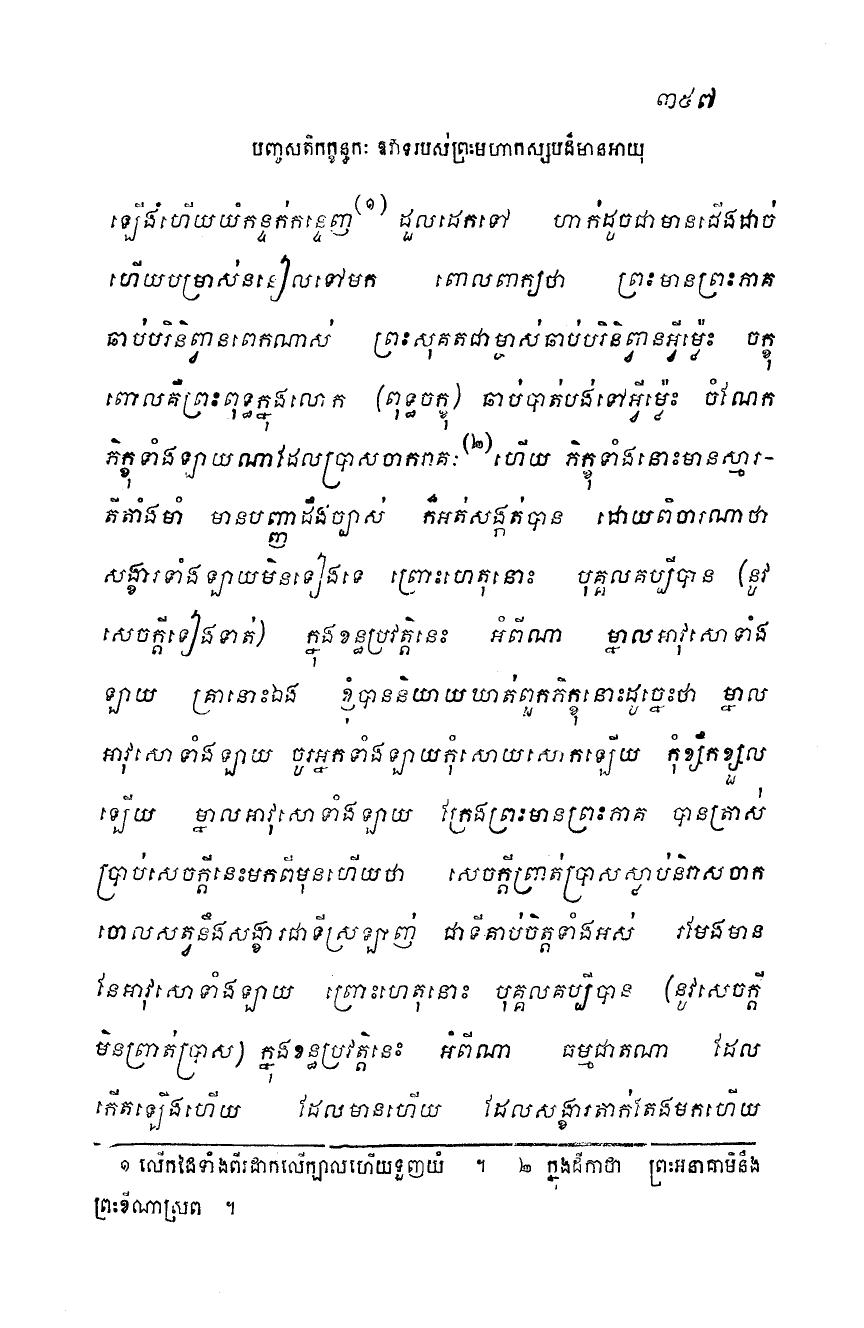 ៣៩៧
បញ្ចសតិកក្ខន្ធកៈ ឱវាទរបស់ព្រះមហាកស្សបដ៏មានអាយុ
ឡើងហើយយំកន្ទក់កន្ទេញ(១) ដួលដេកទៅ ហាក់ដូចជាមានជើងដាច់
ហើយបម្រាស់ននៀលទៅមក ពោលពាក្យថា ព្រះមានព្រះភាគ
ឆាប់បរិនិព្វានពេកណាស់ ព្រះសុគតជាម្ចាស់ឆាប់បរិនិព្វានអ្វីម៉្លេះ ចក្ខុ
ពោលគឺព្រះពុទ្ធក្នុងលោក (ពុទ្ធចក្ខុ) ឆាប់បាត់បង់ទៅអ្វីម៉្លេះ ចំណែក
ភិក្ខុទាំងឡាយណាដែលប្រាសចាករាគៈ(២)ហើយ ភិក្ខុទាំងនោះមានស្មារ-
តីតាំងមាំ មានបញ្ញាដឹងច្បាស់ ក៏អត់សង្កត់បាន ដោយពិចារណាថា
សង្ខារទាំងឡាយមិនទៀងទេ ព្រោះហេតុនោះ បុគ្គលគប្បីបាន (នូវ
សេចក្តីទៀងទាត់) ក្នុងខន្ធប្រវត្តិនេះ អំពីណា ម្នាលអាវុសោទាំង
ឡាយ គ្រានោះឯង ខ្ញុំបាននិយាយឃាត់ពួកភិក្ខុនោះដូច្នេះថា ម្នាល
អាវុសោទាំងឡាយ ចូរអ្នកទាំងឡាយកុំសោយសោកឡើយ កុំខ្សឹកខ្សួល
ឡើយ ម្នាលអាវុសោទាំងឡាយ ក្រែងព្រះមានព្រះភាគ បានត្រាស់
ប្រាប់សេចក្តីនេះមកពីមុនហើយថា សេចក្តីព្រាត់ប្រាសស្លាប់និរាសចាក
ចោលសត្វនឹងសង្ខារជាទីស្រឡាញ់ ជាទីគាប់ចិត្តទាំងអស់ រមែងមាន
នែអាវុសោទាំងឡាយ ព្រោះហេតុនោះ បុគ្គលគប្បីបាន (នូវសេចក្តី
មិនព្រាត់ប្រាស) ក្នុងខន្ធប្រវត្តិនេះ អំពីណា ធម្មជាតណា ដែល
កើតឡើងហើយ ដែលមានហើយ ដែលសង្ខារតាក់តែងមកហើយ
១ លើកដៃទាំងពីរដាក់លើក្បាលហើយទួញយំ ។ ២ ក្នុងដីកាថា ព្រះអនាគាមិនឹង
ព្រះខីណាស្រព ។